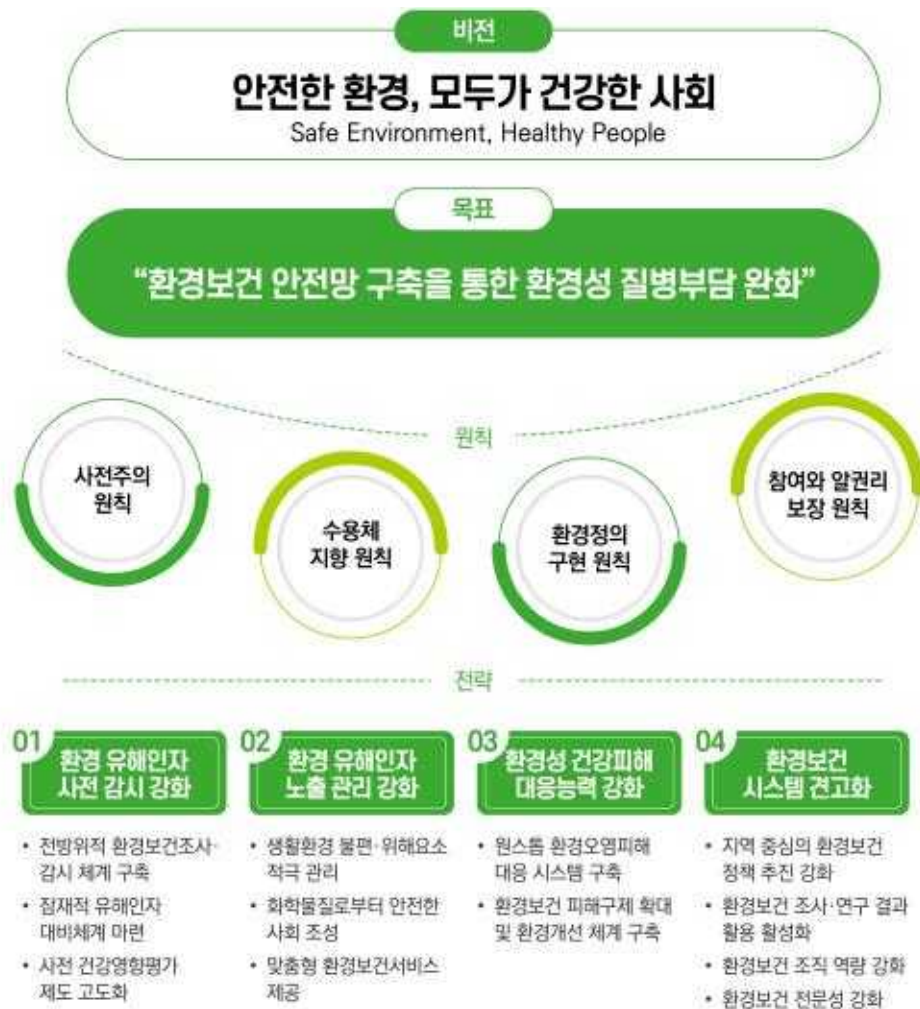 비전
안전한 환경, 모두가 건강한 사회
Safe Environment, Healthy People
목표
“환경보건 안전망 구축을 통한 환경성 질병부담 완화”
원칙
사전주의
원칙
수용체
지향 원칙
환경정의
구현 원칙
참여와 알권리
보장 원칙
전략
01
환경 유해인자
사전 감시 강화
• 전방위적 환경보건조사·
감시 체계 구축
• 잠재적 유해인자
대비체계 마련
• 사전 건강영향평가
제도 고도화
02
환경 유해인자
노출 관리 강화
• 생활환경 불편·위해요소
적극 관리
• 화학물질로부터 안전한
사회 조성
• 맞춤형 환경보건서비스
제공
03
환경성 건강피해
대응능력 강화
• 원스톱 환경오염피해
대응 시스템 구축
• 환경보건 피해구제 확대
및 환경개선 체계 구축
04
환경보건
시스템 견고화
• 지역 중심의 환경보건
정책 추진 강화
• 환경보건 조사·연구 결과
활용 활성화
• 환경보건 조직 역량 강화
• 환경보건 전문성 강화